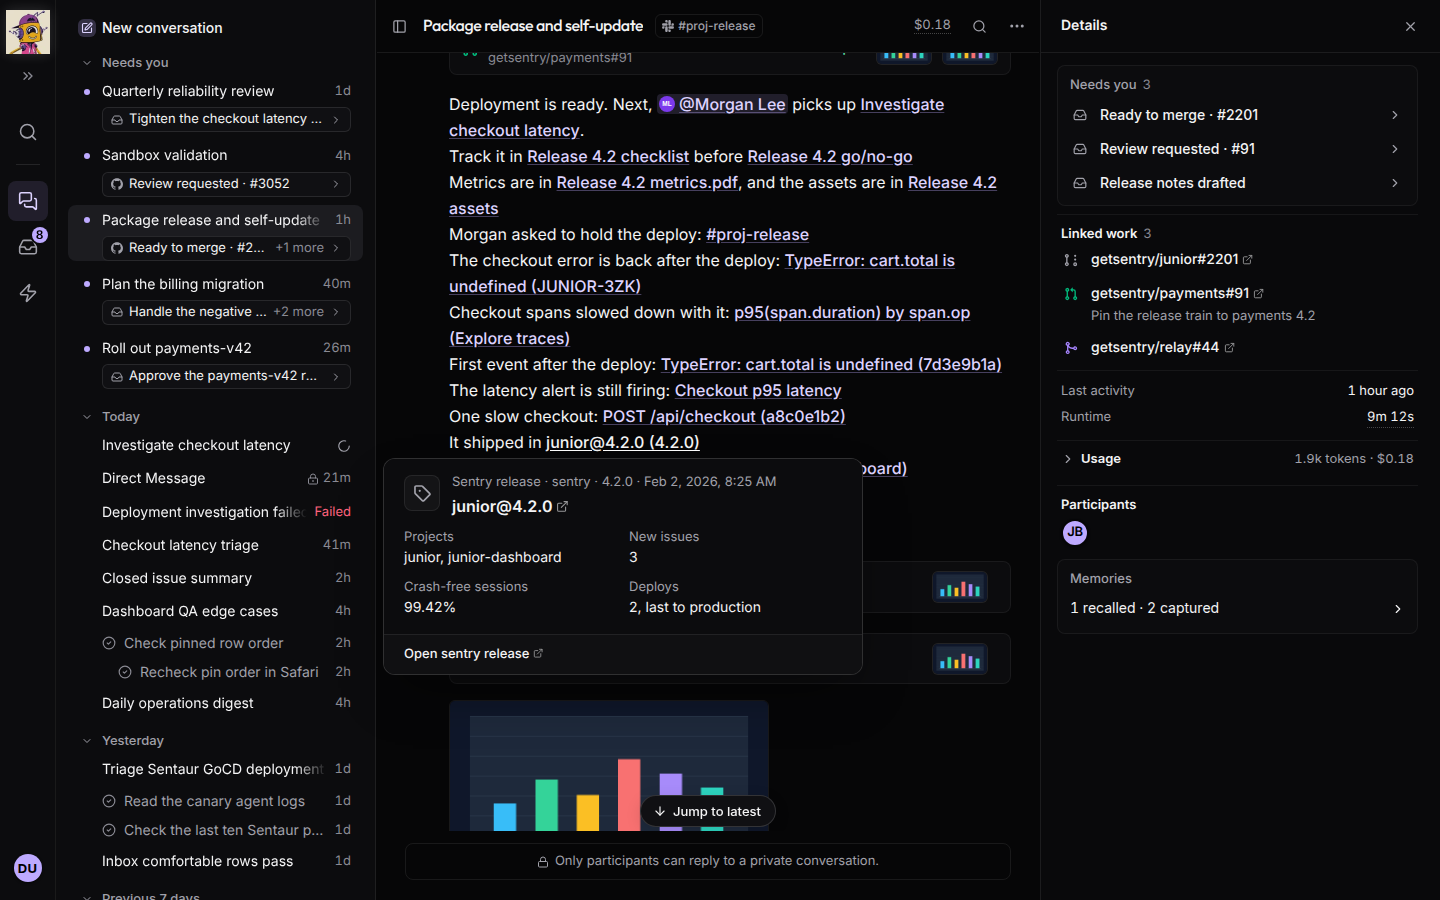 New conversation
Needs you
Quarterly reliability review 1d
Tighten the checkout latency ...
Sandbox validation 4h
Review requested · #3052
Package release and self-update 1h
Ready to merge · #2... +1 more
Plan the billing migration 40m
Handle the negative ... +2 more
Roll out payments-v42 26m
Approve the payments-v42 r...
Today
Investigate checkout latency
Direct Message 21m
Deployment investigation failed Failed
Checkout latency triage 41m
Closed issue summary 2h
Dashboard QA edge cases 4h
Check pinned row order 2h
Recheck pin order in Safari 2h
Daily operations digest 4h
Yesterday
Triage Sentaur GoCD deployment 1d
Read the canary agent logs 1d
Check the last ten Sentaur p... 1d
Inbox comfortable rows pass 1d
Previous 7 days
8
DU
Package release and self-update #proj-release $0.18
getsentry/payments#91
Deployment is ready. Next, ML @Morgan Lee picks up Investigate
checkout latency.
Track it in Release 4.2 checklist before Release 4.2 go/no-go
Metrics are in Release 4.2 metrics.pdf, and the assets are in Release 4.2
assets
Morgan asked to hold the deploy: #proj-release
The checkout error is back after the deploy: TypeError: cart.total is
undefined (JUNIOR-3ZK)
Checkout spans slowed down with it: p95(span.duration) by span.op
(Explore traces)
First event after the deploy: TypeError: cart.total is undefined (7d3e9b1a)
The latency alert is still firing: Checkout p95 latency
One slow checkout: POST /api/checkout (a8c0e1b2)
It shipped in junior@4.2.0 (4.2.0)
board)
Sentry release · sentry · 4.2.0 · Feb 2, 2026, 8:25 AM
junior@4.2.0
Projects New issues
junior, junior-dashboard 3
Crash-free sessions Deploys
99.42% 2, last to production
Open sentry release
Jump to latest
Only participants can reply to a private conversation.
Details
Needs you 3
Ready to merge · #2201
Review requested · #91
Release notes drafted
Linked work 3
getsentry/junior#2201
getsentry/payments#91
Pin the release train to payments 4.2
getsentry/relay#44
Last activity 1 hour ago
Runtime 9m 12s
Usage 1.9k tokens · $0.18
Participants
JB
Memories
1 recalled · 2 captured